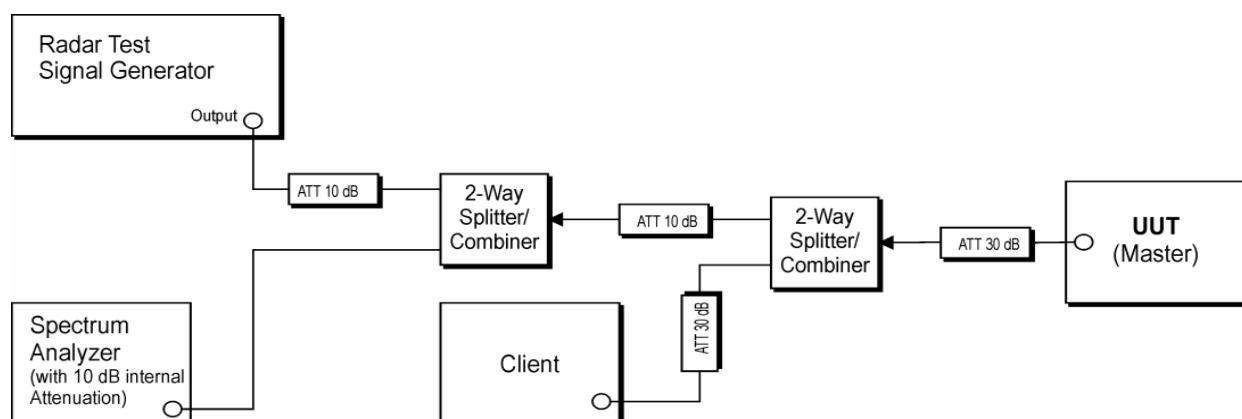 Radar Test
Signal Generator
Output
ATT 10 dB
2-Way
Splitter/
Combiner
ATT 10 dB
2-Way
Splitter/
Combiner
ATT 30 dB
UUT
(Master)
ATT 30 dB
Spectrum
Analyzer
(with 10 dB internal
Attenuation)
Client